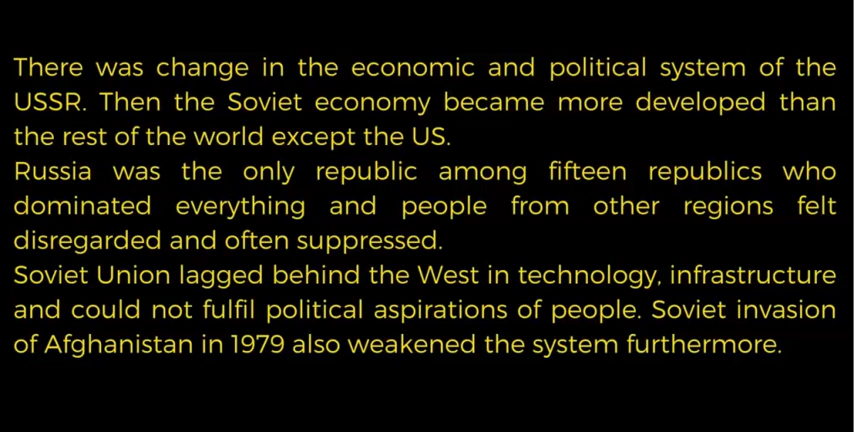 There was change in the economic and political system of the
USSR. Then the Soviet economy became more developed than
the rest of the world except the US.
Russia was the only republic among fifteen republics who
dominated everything and people from other regions felt
disregarded and often suppressed.
Soviet Union lagged behind the West in technology, infrastructure
and could not fulfil political aspirations of people. Soviet invasion
of Afghanistan in 1979 also weakened the system furthermore.